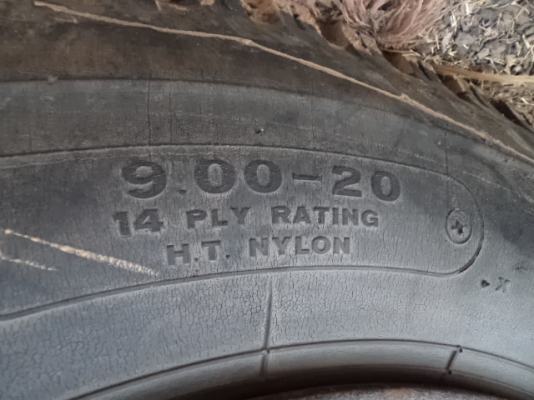 9.00-20
14 PLY RATING
H.T. NYLON
X